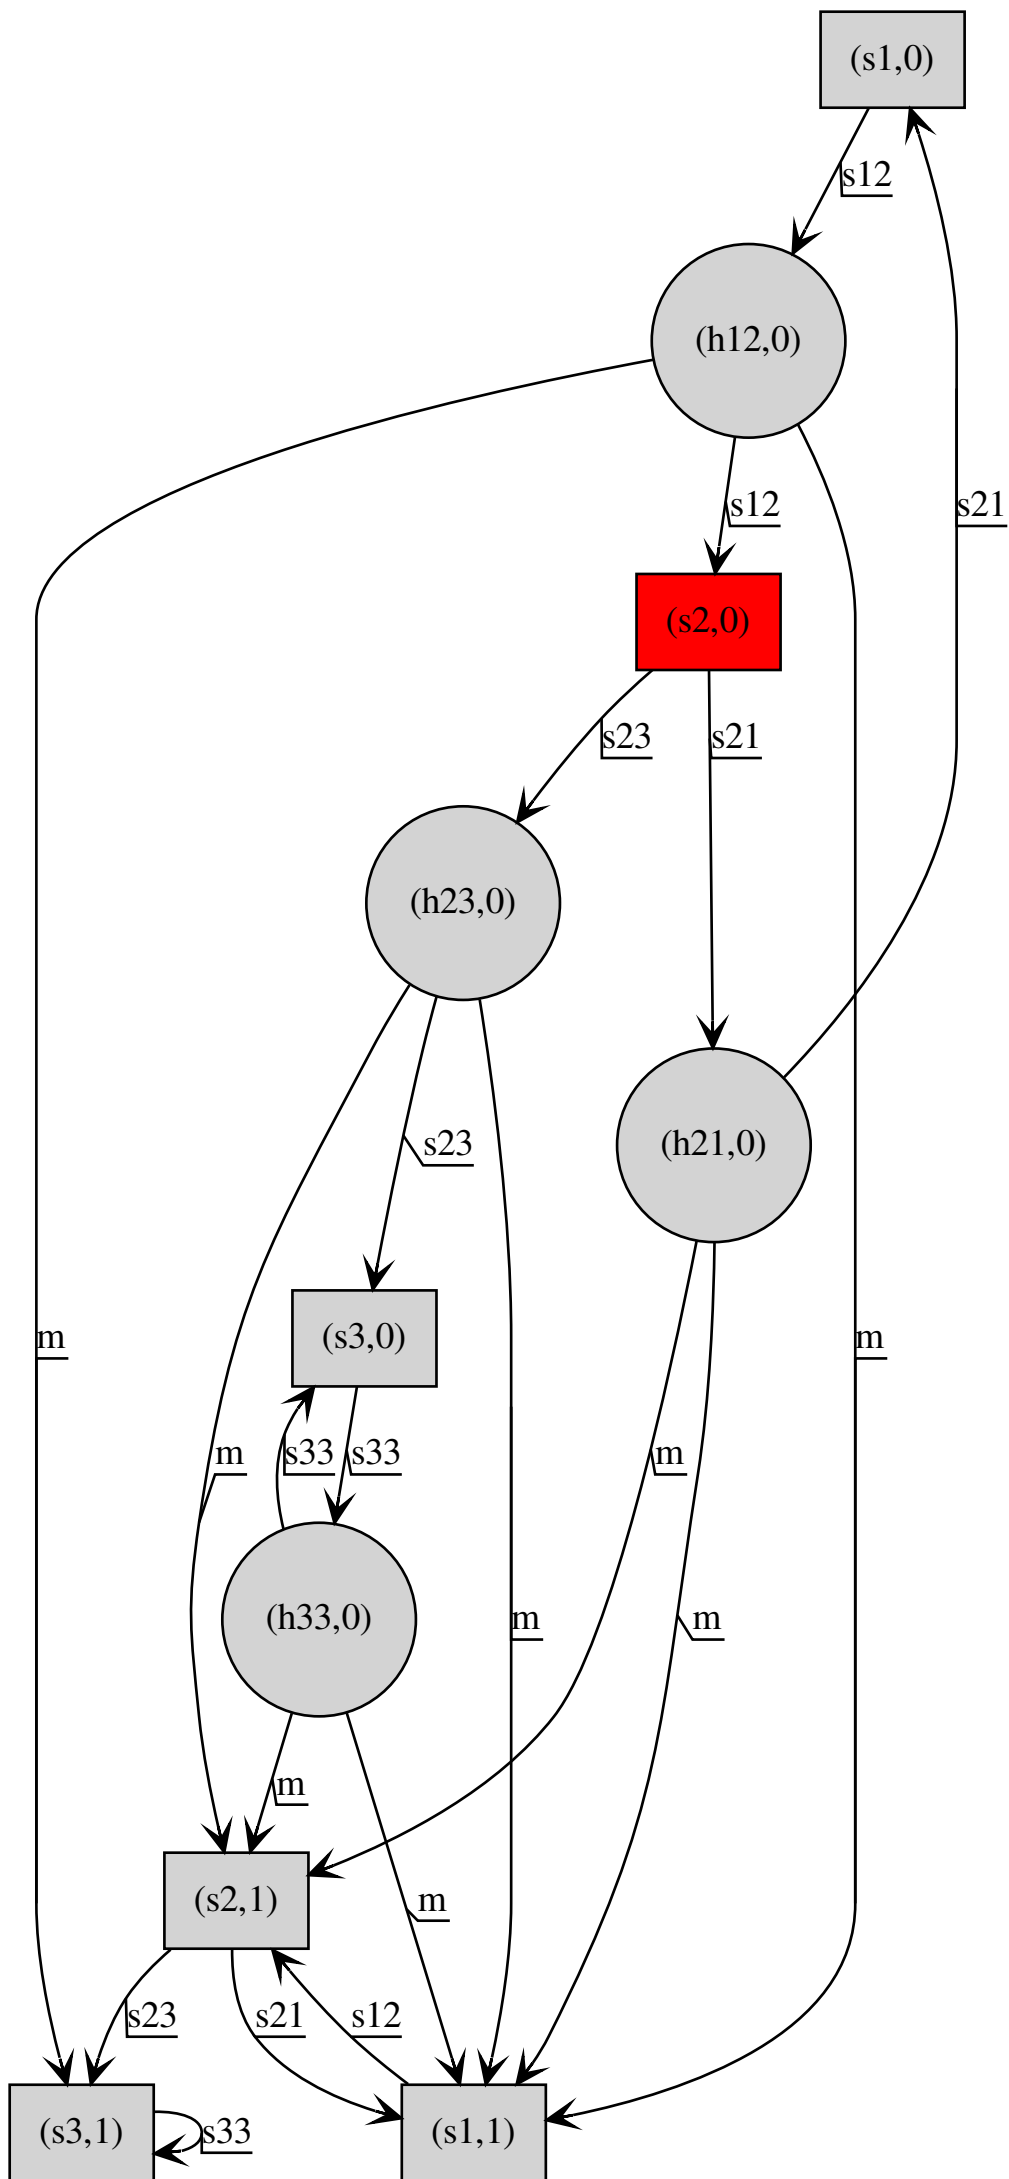 (s1,0)
s12
(h12,0)
s12
s21
(s2,0)
s23
s21
(h23,0)
s23
(h21,0)
m
(s3,0)
m
m
s33
s33
m
(h33,0)
m
m
m
(s2,1)
m
s23
s21
s12
(s3,1)
s33
(s1,1)